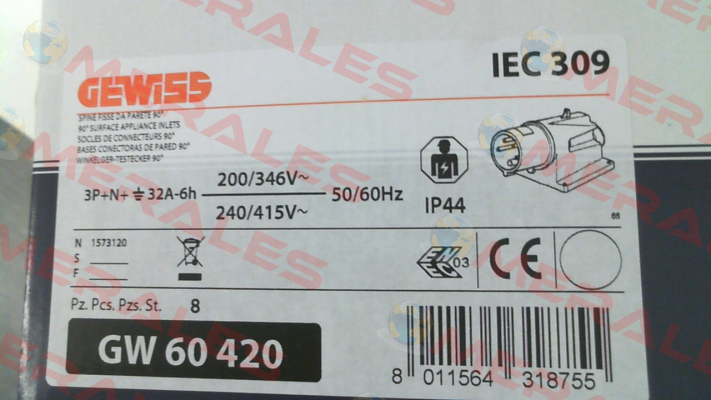 GEWISS
IEC 309
SPINE FISSE DA PARETE 90°
90° SURFACE APPLIANCE INLETS
SOCLES DE CONNECTEURS 90°
BASES CONECTORAS DE PARED 90°
WINKELGER-TESTECKER 90°
3P+N+⏚32A-6h 200/346V~ 50/60Hz
240/415V~
IP44
68
N 1573120
S
F
03
CE
Pz. Pcs. Pzs. St. 8
GW 60 420
8 011564 318755
MERALES